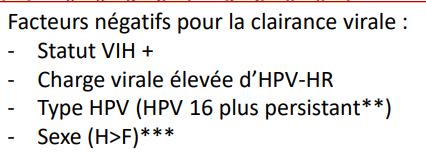 Facteurs négatifs pour la clairance virale :
- Statut VIH +
- Charge virale élevée d’HPV-HR
- Type HPV (HPV 16 plus persistant**)
- Sexe (H>F)***